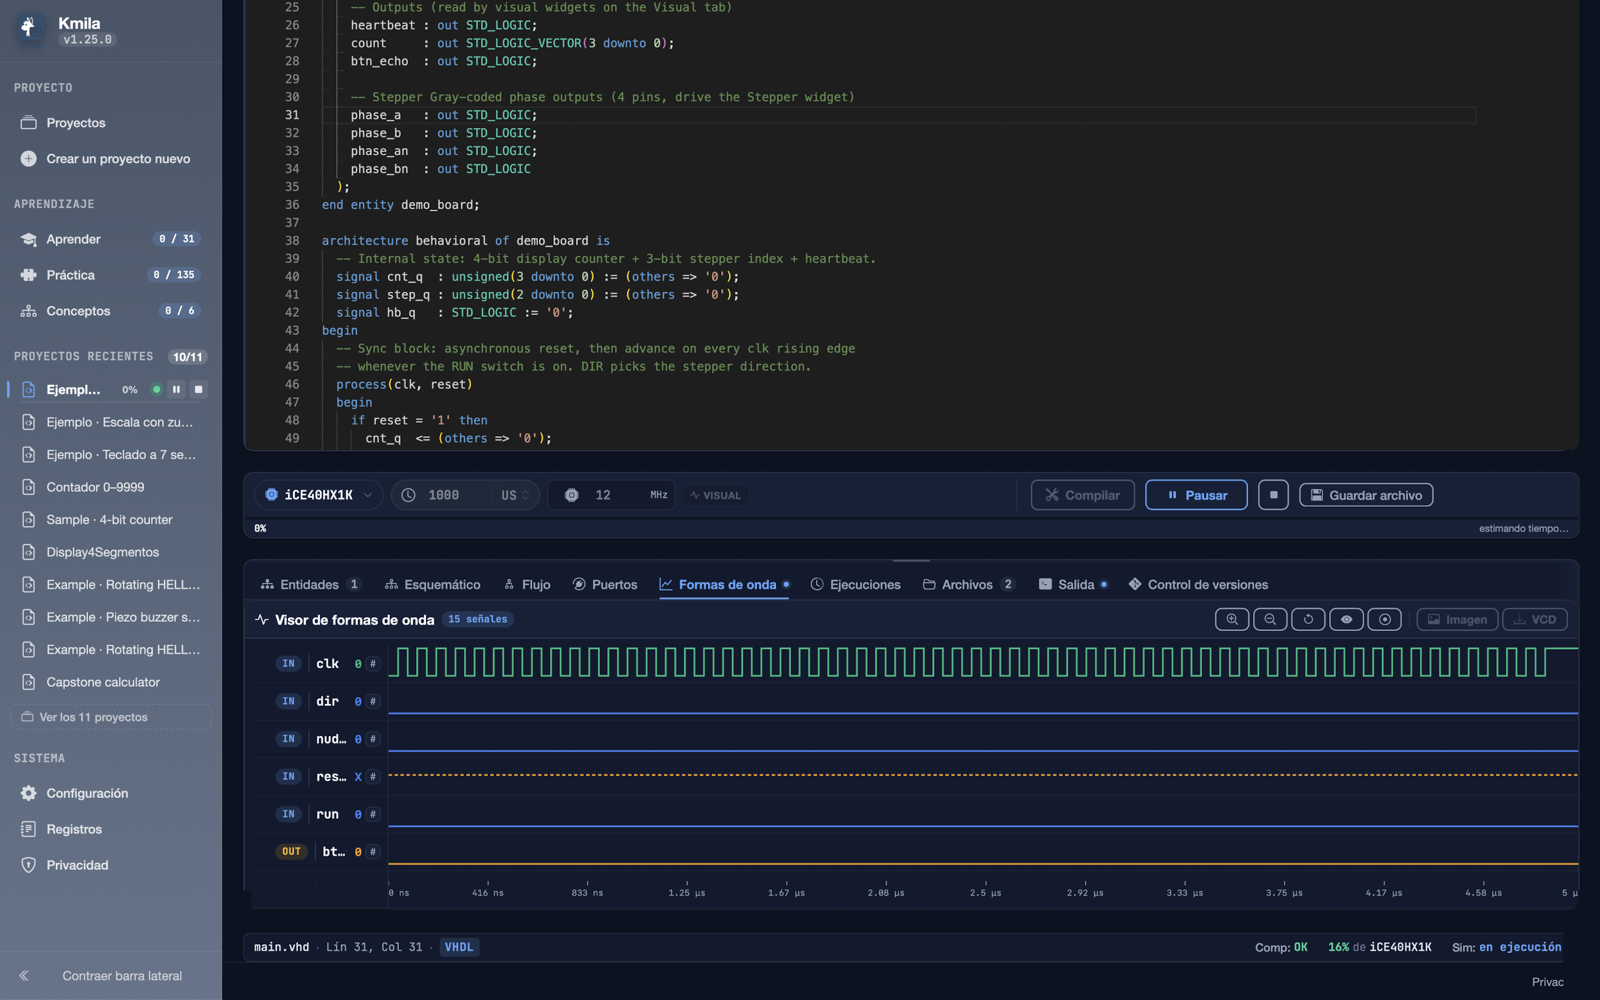 Kmila
v1.25.0
PROYECTO
Proyectos
Crear un proyecto nuevo
APRENDIZAJE
Aprender 0 / 31
Práctica 0 / 135
Conceptos 0 / 6
PROYECTOS RECIENTES 10/11
Ejempl... 0%
Ejemplo · Escala con zu...
Ejemplo · Teclado a 7 se...
Contador 0–9999
Sample · 4-bit counter
Display4Segmentos
Example · Rotating HELL...
Example · Piezo buzzer s...
Example · Rotating HELL...
Capstone calculator
Ver los 11 proyectos
SISTEMA
Configuración
Registros
Privacidad
Contraer barra lateral
25 -- Outputs (read by visual widgets on the Visual tab)
26 heartbeat : out STD_LOGIC;
27 count : out STD_LOGIC_VECTOR(3 downto 0);
28 btn_echo : out STD_LOGIC;
29
30 -- Stepper Gray-coded phase outputs (4 pins, drive the Stepper widget)
31 phase_a : out STD_LOGIC;
32 phase_b : out STD_LOGIC;
33 phase_an : out STD_LOGIC;
34 phase_bn : out STD_LOGIC
35 );
36 end entity demo_board;
37
38 architecture behavioral of demo_board is
39 -- Internal state: 4-bit display counter + 3-bit stepper index + heartbeat.
40 signal cnt_q : unsigned(3 downto 0) := (others => '0');
41 signal step_q : unsigned(2 downto 0) := (others => '0');
42 signal hb_q : STD_LOGIC := '0';
43 begin
44 -- Sync block: asynchronous reset, then advance on every clk rising edge
45 -- whenever the RUN switch is on. DIR picks the stepper direction.
46 process(clk, reset)
47 begin
48 if reset = '1' then
49 cnt_q <= (others => '0');
iCE40HX1K 1000 US 12 MHz VISUAL Compilar Pausar Guardar archivo
0% estimando tiempo...
Entidades 1 Esquemático Flujo Puertos Formas de onda Ejecuciones Archivos 2 Salida Control de versiones
Visor de formas de onda 15 señales Imagen VCD
IN clk 0 #
IN dir 0 #
IN nud... 0 #
IN res... X #
IN run 0 #
OUT bt... 0 #
0 ns 416 ns 833 ns 1.25 µs 1.67 µs 2.08 µs 2.5 µs 2.92 µs 3.33 µs 3.75 µs 4.17 µs 4.58 µs 5 µ
main.vhd · Lín 31, Col 31 · VHDL Comp: OK 16% de iCE40HX1K Sim: en ejecución
Privac